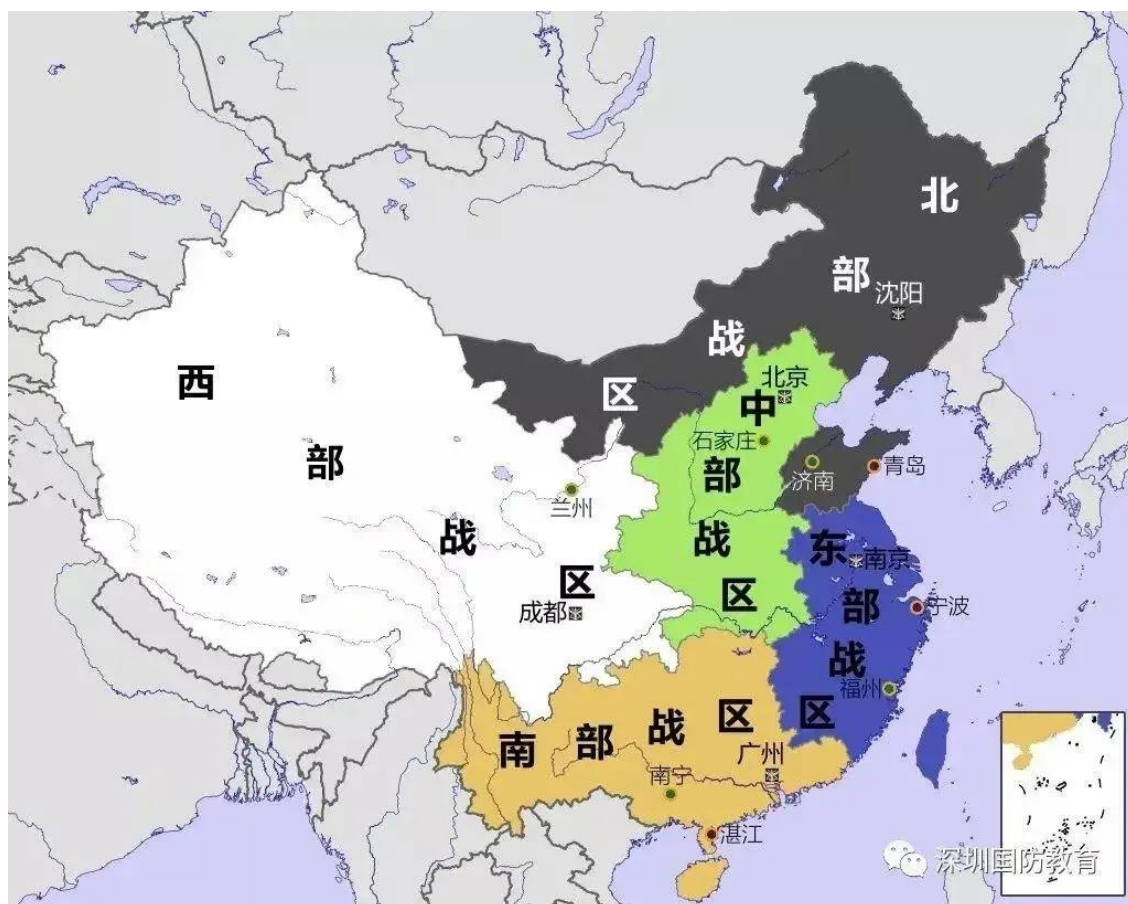 北
部
沈阳
战
区
西
部
战
区
兰州
成都
北京
中
石家庄
部
战
区
济南
青岛
东
南京
部
宁波
战
福州
区
南
部
战
区
广州
南宁
湛江
深圳国防教育